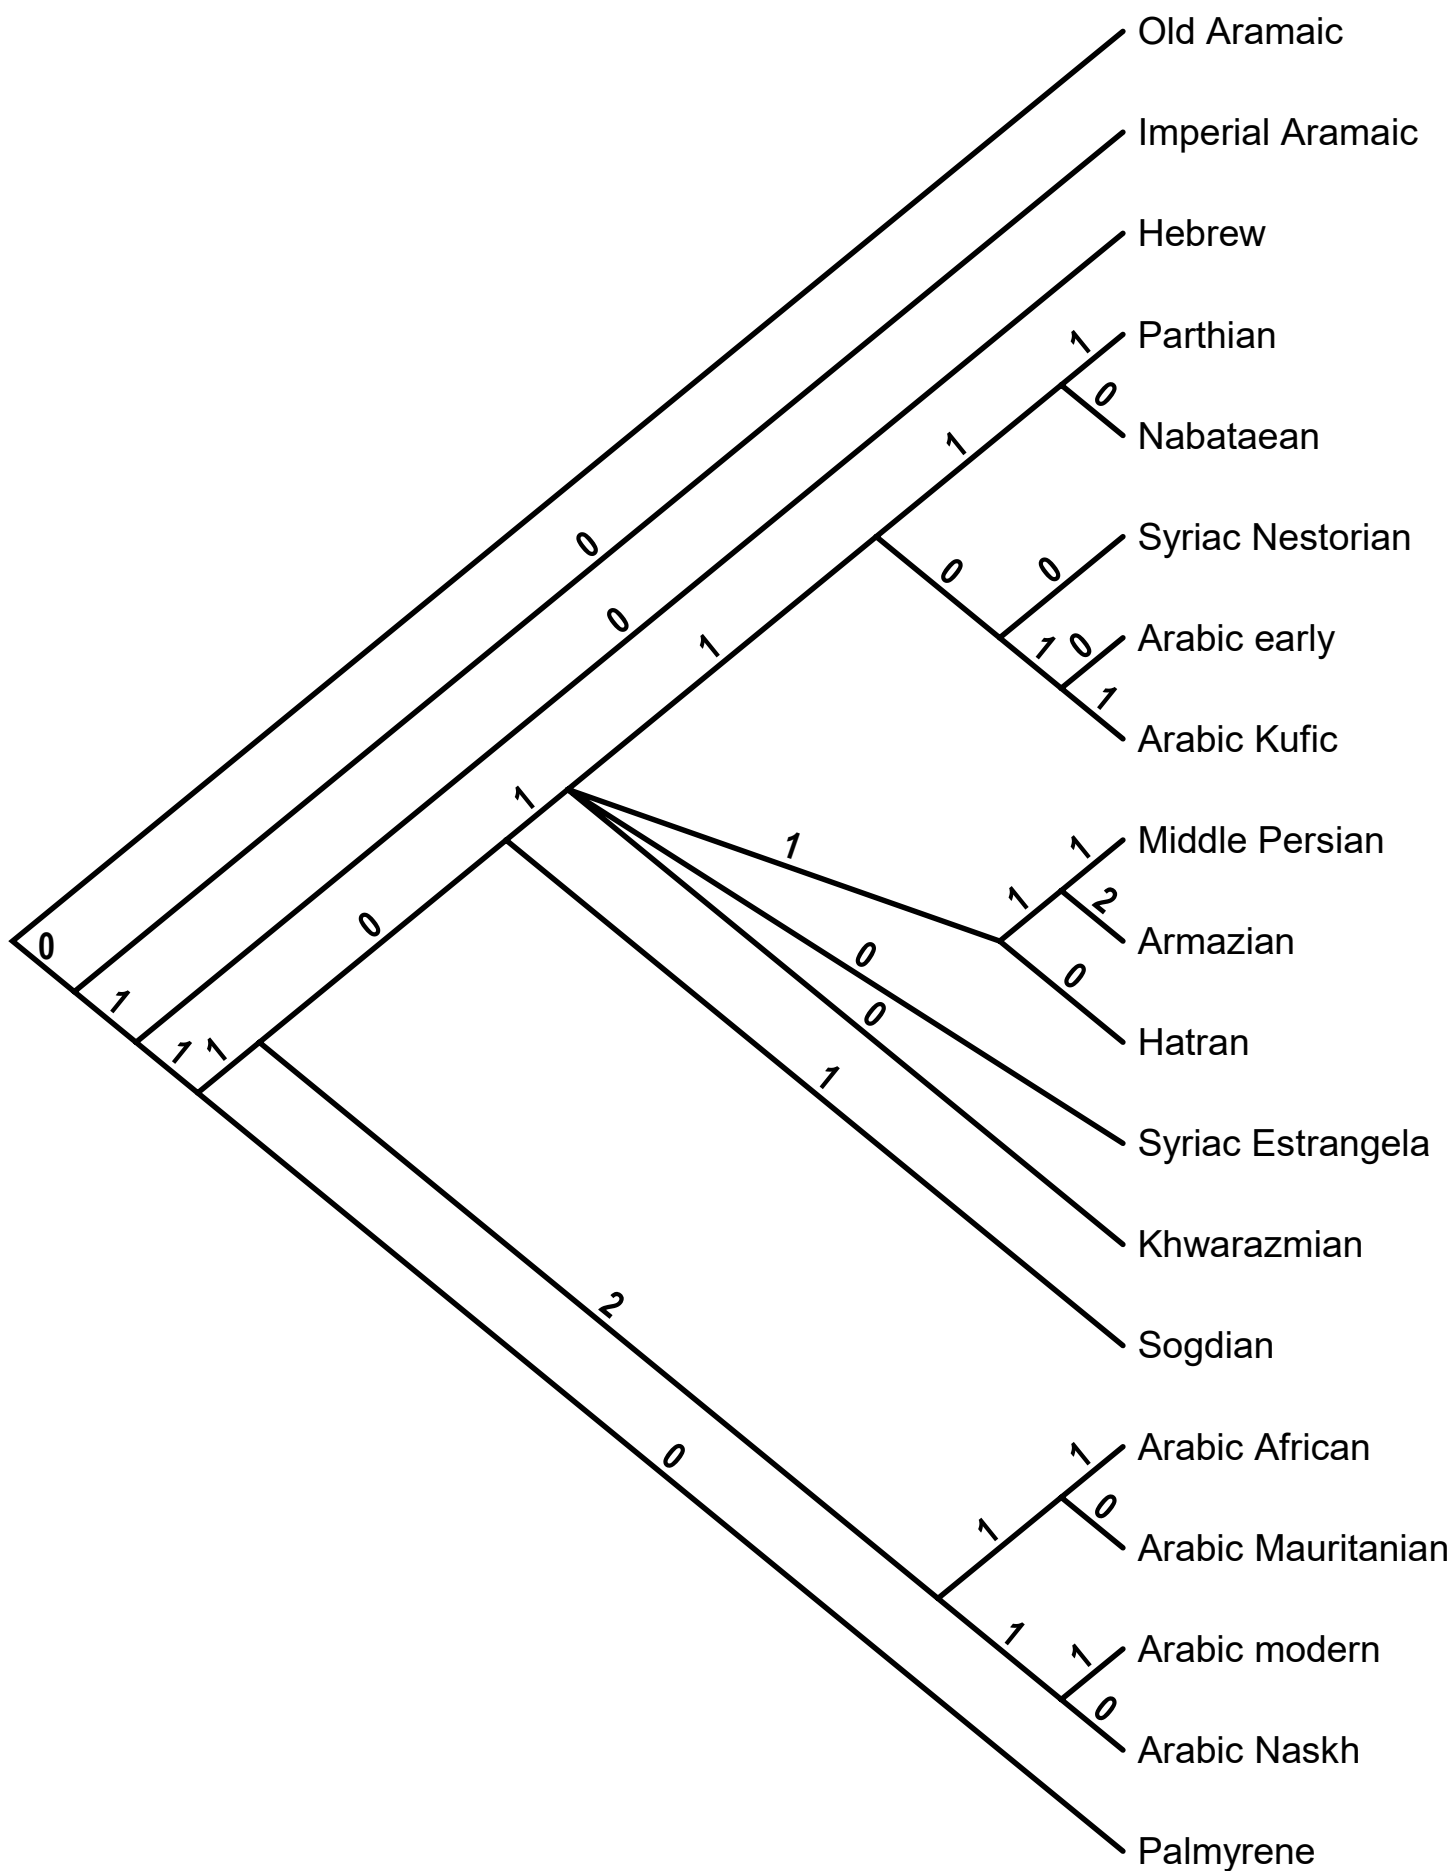 Old Aramaic
Imperial Aramaic
Hebrew
1 Parthian
0
1 Nabataean
0 Syriac Nestorian
0 0
0 1 0 Arabic early
1
1 Arabic Kufic
1
1 1 Middle Persian
1 2
0 0 Armazian
0 0
1 0 Hatran
1 1 1
Syriac Estrangela
Khwarazmian
2
Sogdian
1 Arabic African
0
0 1 Arabic Mauritanian
1 1 Arabic modern
0
Arabic Naskh
Palmyrene